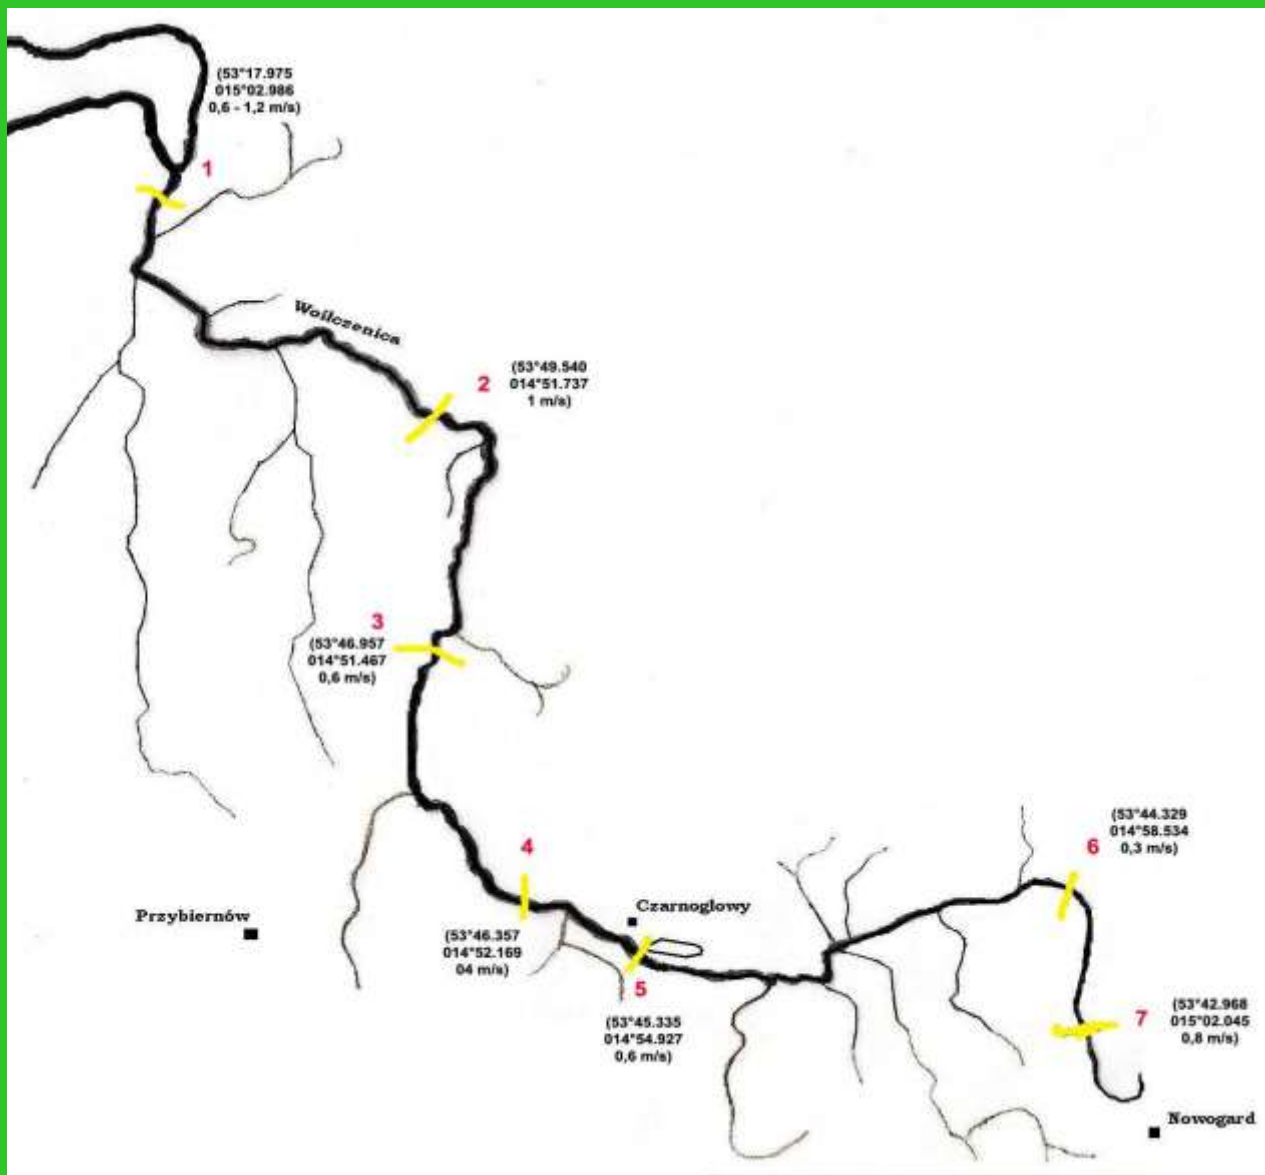 (53°17.975
015°02.986
0,6 - 1,2 m/s)
1
Wołczenica
2
(53°49.540
014°51.737
1 m/s)
3
(53°46.957
014°51.467
0,6 m/s)
4
(53°46.357
014°52.169
04 m/s)
Przybiernów
Czarnogłowy
5
(53°45.335
014°54.927
0,6 m/s)
6
(53°44.329
014°58.534
0,3 m/s)
7
(53°42.968
015°02.045
0,8 m/s)
Nowogard